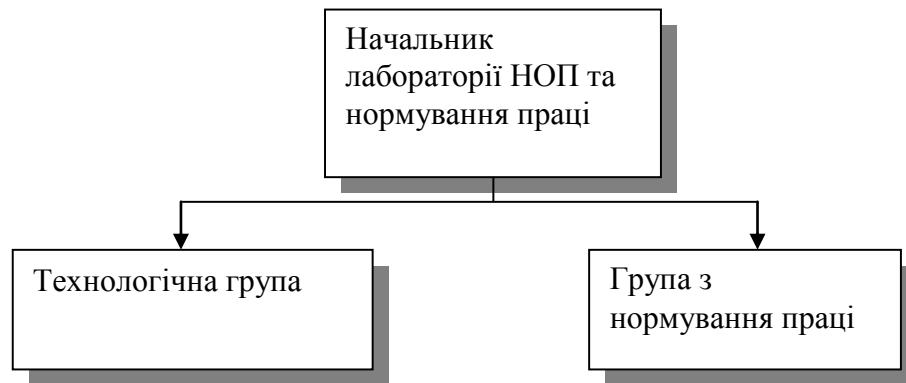 Начальник
лабораторії НОП та
нормування праці
Технологічна група
Група з
нормування праці